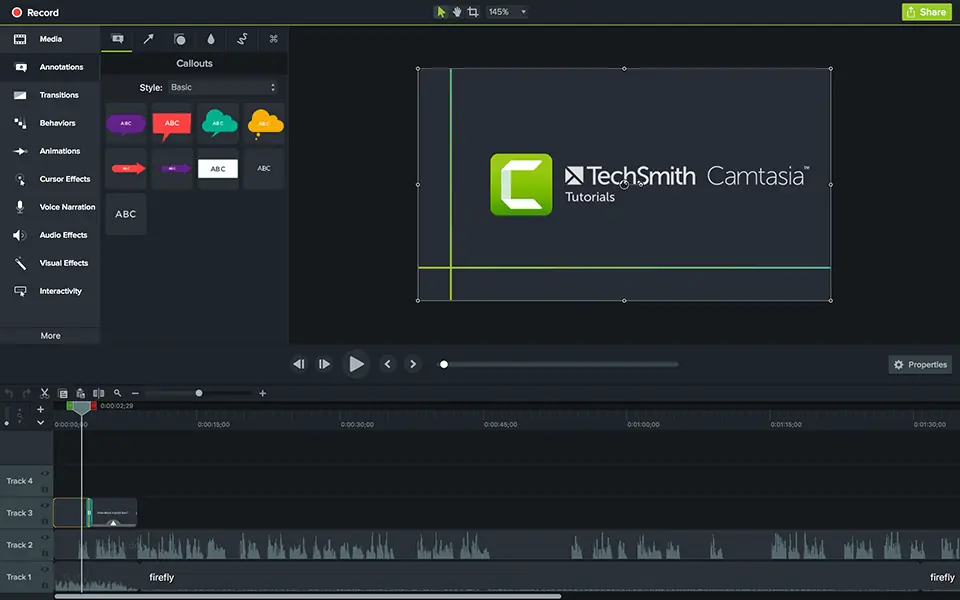 Record
145%
Share
Media
Annotations
Transitions
Behaviors
Animations
Cursor Effects
Voice Narration
Audio Effects
Visual Effects
Interactivity
More
Callouts
Style: Basic
ABC ABC ABC ABC
ABC ABC
ABC
TechSmith Camtasia™
Tutorials
Properties
0:00:02;29
0:00:00;00 0:00:15;00 0:00:30;00 0:00:45;00 0:01:00;00 0:01:15;00 0:01:30;00
Track 4
Track 3
Track 2
Track 1
firefly
firefly